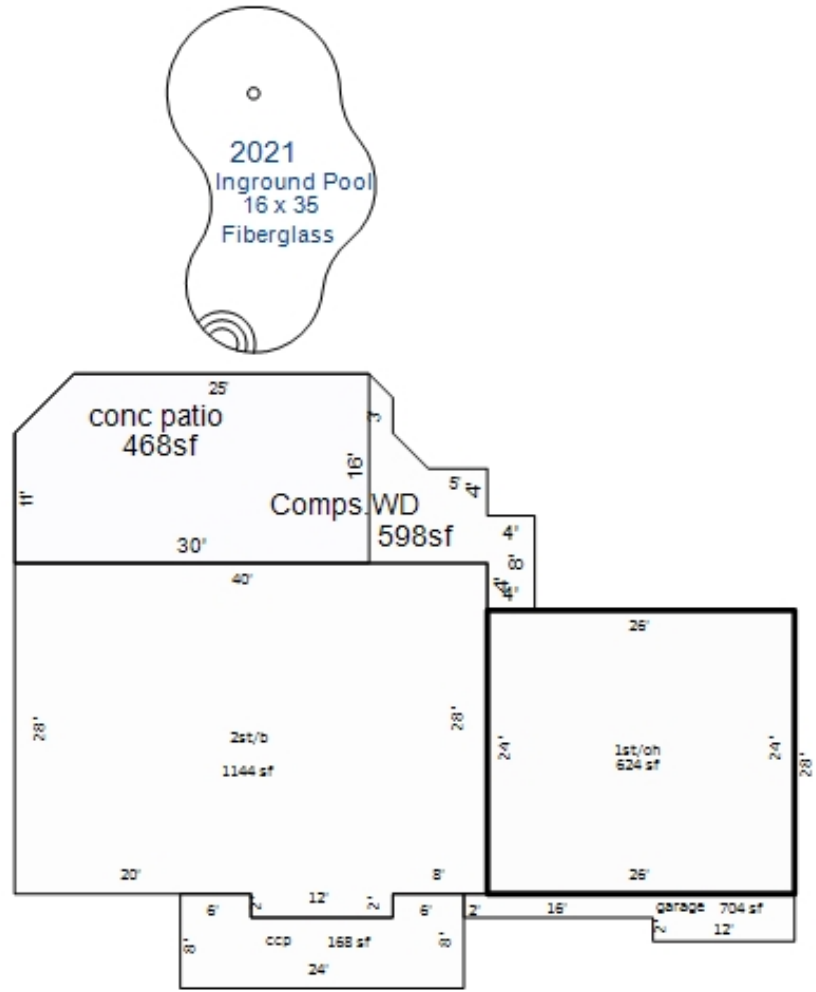 2021
Inground Pool
16 x 35
Fiberglass
25'
conc patio
468sf
3'
16'
11'
5'
4'
Comps.WD
598sf
4'
8'
30'
40'
4'
4'
26'
28'
28'
24'
24'
28'
2st/b
1144 sf
1st/oh
624 sf
20'
8'
26'
12'
6'
2'
2'
6'
2'
16'
garage 704 sf
2'
12'
8'
ccp 168 sf
8'
24'